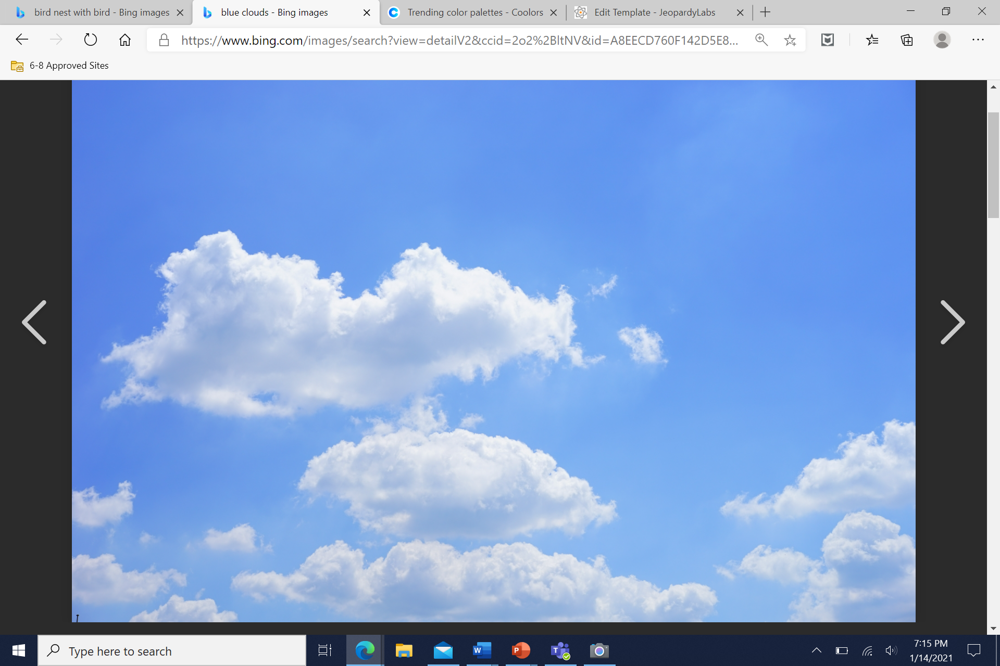 bird nest with bird - Bing images
blue clouds - Bing images
Trending color palettes - Coolors
Edit Template - JeopardyLabs
https://www.bing.com/images/search?view=detailV2&ccid=2o2%2BltNV&id=A8EECD760F142D5E8...
6-8 Approved Sites
Type here to search
7:15 PM
1/14/2021